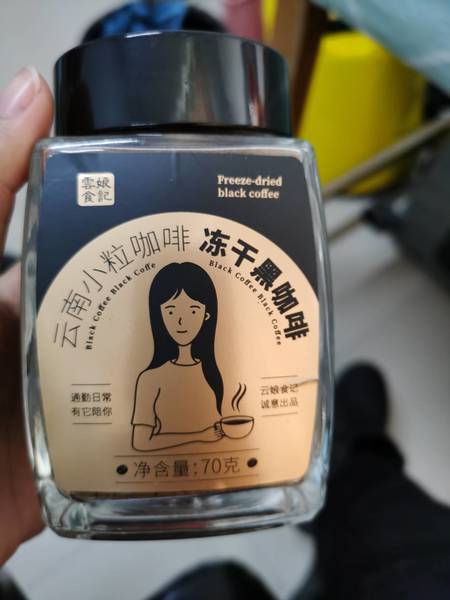 雲娘
食記
Freeze-dried
black coffee
云南小粒咖啡 冻干黑咖啡
Black Coffee Black Coffe
Black Coffee Black Coffee
通勤日常
有它陪你
云娘食记
诚意出品
净含量:70克